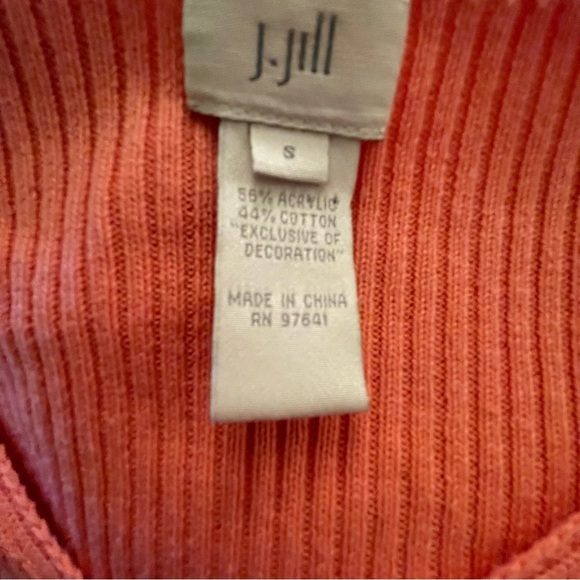 J.Jill
S
56% ACRYLIC
44% COTTON
"EXCLUSIVE OF
DECORATION"
MADE IN CHINA
RN 97641